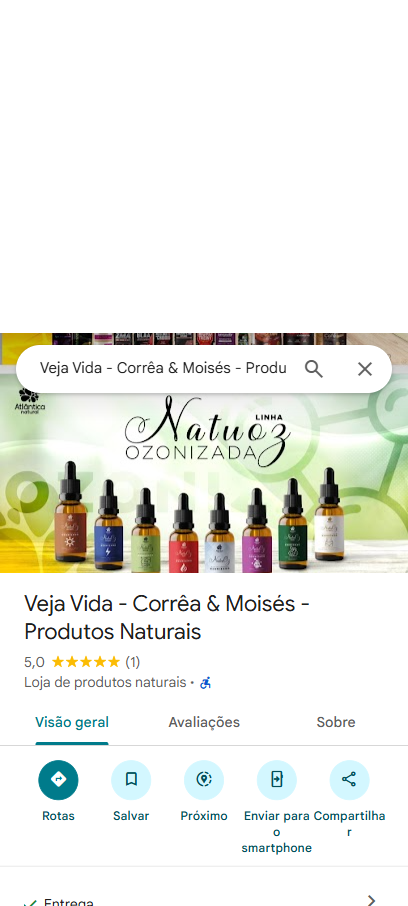 Veja Vida - Corrêa & Moisés - Produ
Atlântica
natural
LINHA
Natuoz
OZONIZADA
Veja Vida - Corrêa & Moisés -
Produtos Naturais
5,0 ★★★★★ (1)
Loja de produtos naturais ·
Visão geral
Avaliações
Sobre
Rotas
Salvar
Próximo
Enviar para
o
smartphone
Compartilha
r
Entrega